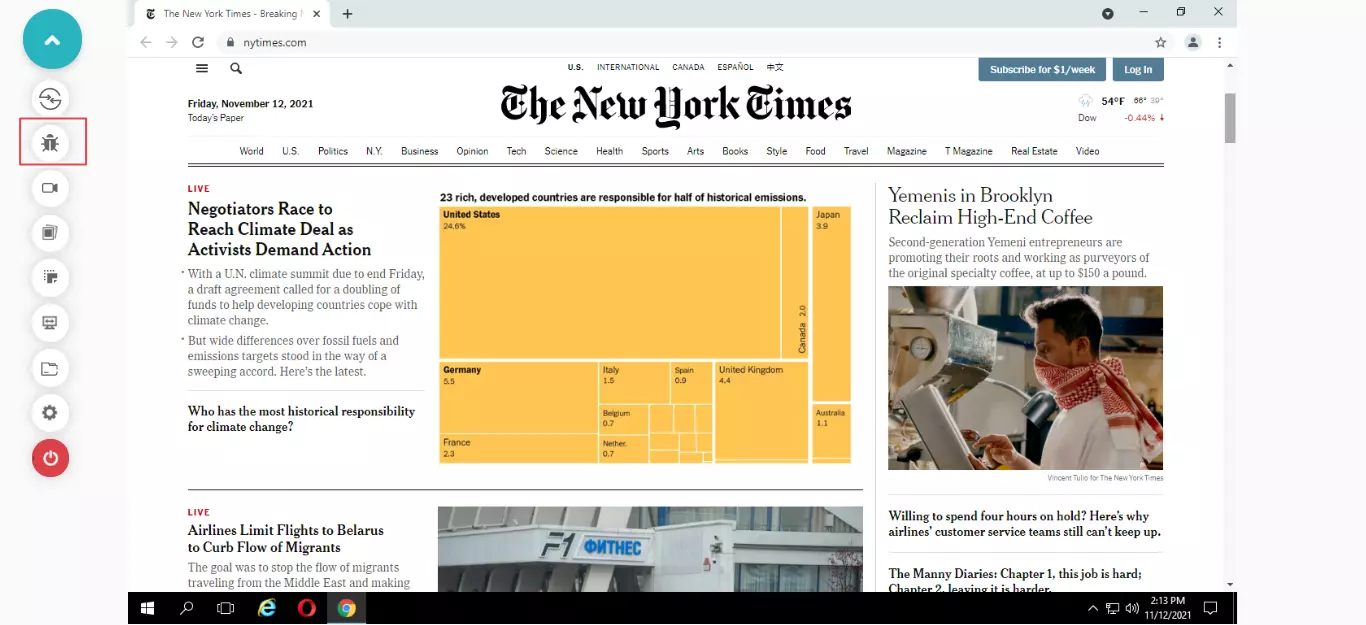 The New York Times - Breaking
nytimes.com
U.S. INTERNATIONAL CANADA ESPAÑOL 中文
Subscribe for $1/week
Log In
Friday, November 12, 2021
Today's Paper
The New York Times
54°F 66° 39°
Dow -0.44%
World U.S. Politics N.Y. Business Opinion Tech Science Health Sports Arts Books Style Food Travel Magazine T Magazine Real Estate Video
LIVE
Negotiators Race to
Reach Climate Deal as
Activists Demand Action
• With a U.N. climate summit due to end Friday,
a draft agreement called for a doubling of
funds to help developing countries cope with
climate change.
• But wide differences over fossil fuels and
emissions targets stood in the way of a
sweeping accord. Here's the latest.
Who has the most historical responsibility
for climate change?
23 rich, developed countries are responsible for half of historical emissions.
United States
24.6%
Canada 2.0
Japan
3.9
Germany
5.5
Italy
1.5
Spain
0.9
United Kingdom
4.4
Belgium
0.7
Australia
1.1
France
2.3
Nether.
0.7
Yemenis in Brooklyn
Reclaim High-End Coffee
Second-generation Yemeni entrepreneurs are
promoting their roots and working as purveyors of
the original specialty coffee, at up to $150 a pound.
Vincent Tullo for The New York Times
Willing to spend four hours on hold? Here's why
airlines' customer service teams still can't keep up.
The Manny Diaries: Chapter 1, this job is hard;
Chapter 2, leaving it is harder.
LIVE
Airlines Limit Flights to Belarus
to Curb Flow of Migrants
The goal was to stop the flow of migrants
traveling from the Middle East and making
F1 ФИТНЕС
2:13 PM
11/12/2021